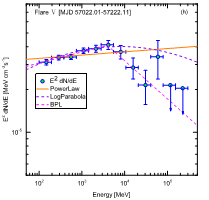 Flare V [MJD 57022.01-57222.11]
(h)
E² dN/dE [MeV cm⁻² s⁻¹]
10⁻⁵
E² dN/dE
PowerLaw
LogParabola
BPL
10² 10³ 10⁴ 10⁵
Energy [MeV]